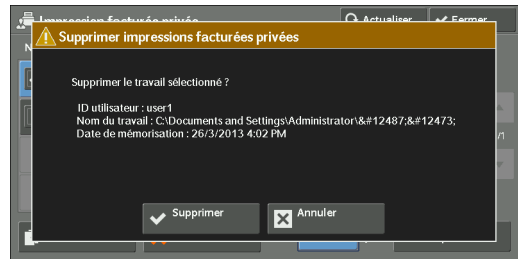 Impression facturée privée
Actualiser
Fermer
Supprimer impressions facturées privées
Supprimer le travail sélectionné ?
ID utilisateur : user1
Nom du travail : C:\Documents and Settings\Administrator\&#12487;&#12473;
Date de mémorisation : 26/3/2013 4:02 PM
Supprimer
Annuler